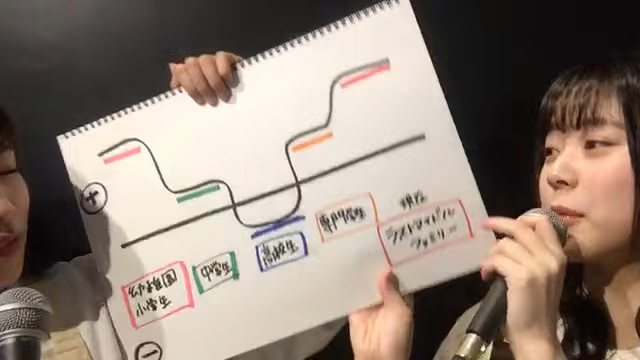 ⊕
幼稚園
小学生
中学生
高校生
専門学生
現在
ラストアイドル
ファミリー
⊖